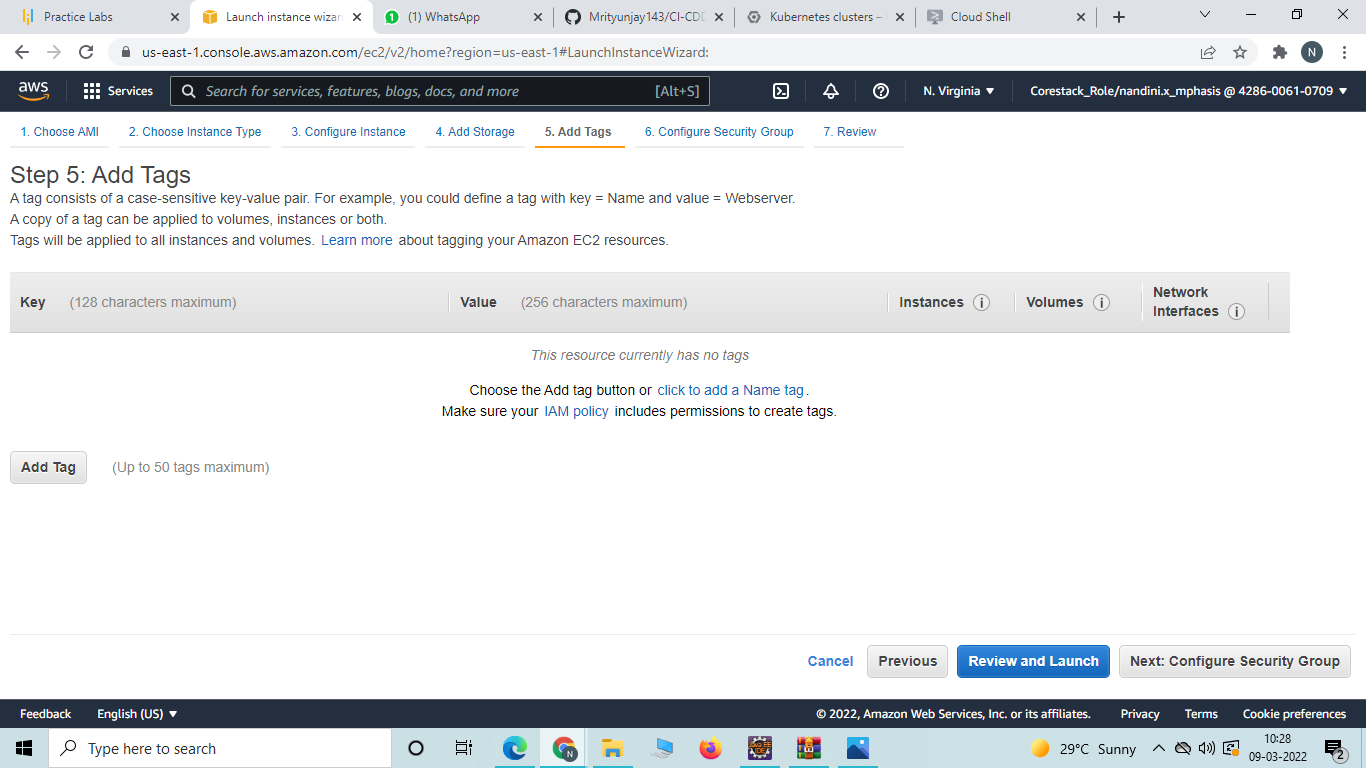 Practice Labs
Launch instance wizar
(1) WhatsApp
Mrityunjay143/CI-CD
Kubernetes clusters –
Cloud Shell
us-east-1.console.aws.amazon.com/ec2/v2/home?region=us-east-1#LaunchInstanceWizard:
N
aws
Services
Search for services, features, blogs, docs, and more
[Alt+S]
N. Virginia
Corestack_Role/nandini.x_mphasis @ 4286-0061-0709
1. Choose AMI
2. Choose Instance Type
3. Configure Instance
4. Add Storage
5. Add Tags
6. Configure Security Group
7. Review
Step 5: Add Tags
A tag consists of a case-sensitive key-value pair. For example, you could define a tag with key = Name and value = Webserver.
A copy of a tag can be applied to volumes, instances or both.
Tags will be applied to all instances and volumes. Learn more about tagging your Amazon EC2 resources.
Key (128 characters maximum)
Value (256 characters maximum)
Instances i
Volumes i
Network
Interfaces i
This resource currently has no tags
Choose the Add tag button or click to add a Name tag.
Make sure your IAM policy includes permissions to create tags.
Add Tag
(Up to 50 tags maximum)
Cancel
Previous
Review and Launch
Next: Configure Security Group
Feedback
English (US)
© 2022, Amazon Web Services, Inc. or its affiliates.
Privacy
Terms
Cookie preferences
Type here to search
N
29°C Sunny
10:28
09-03-2022
2